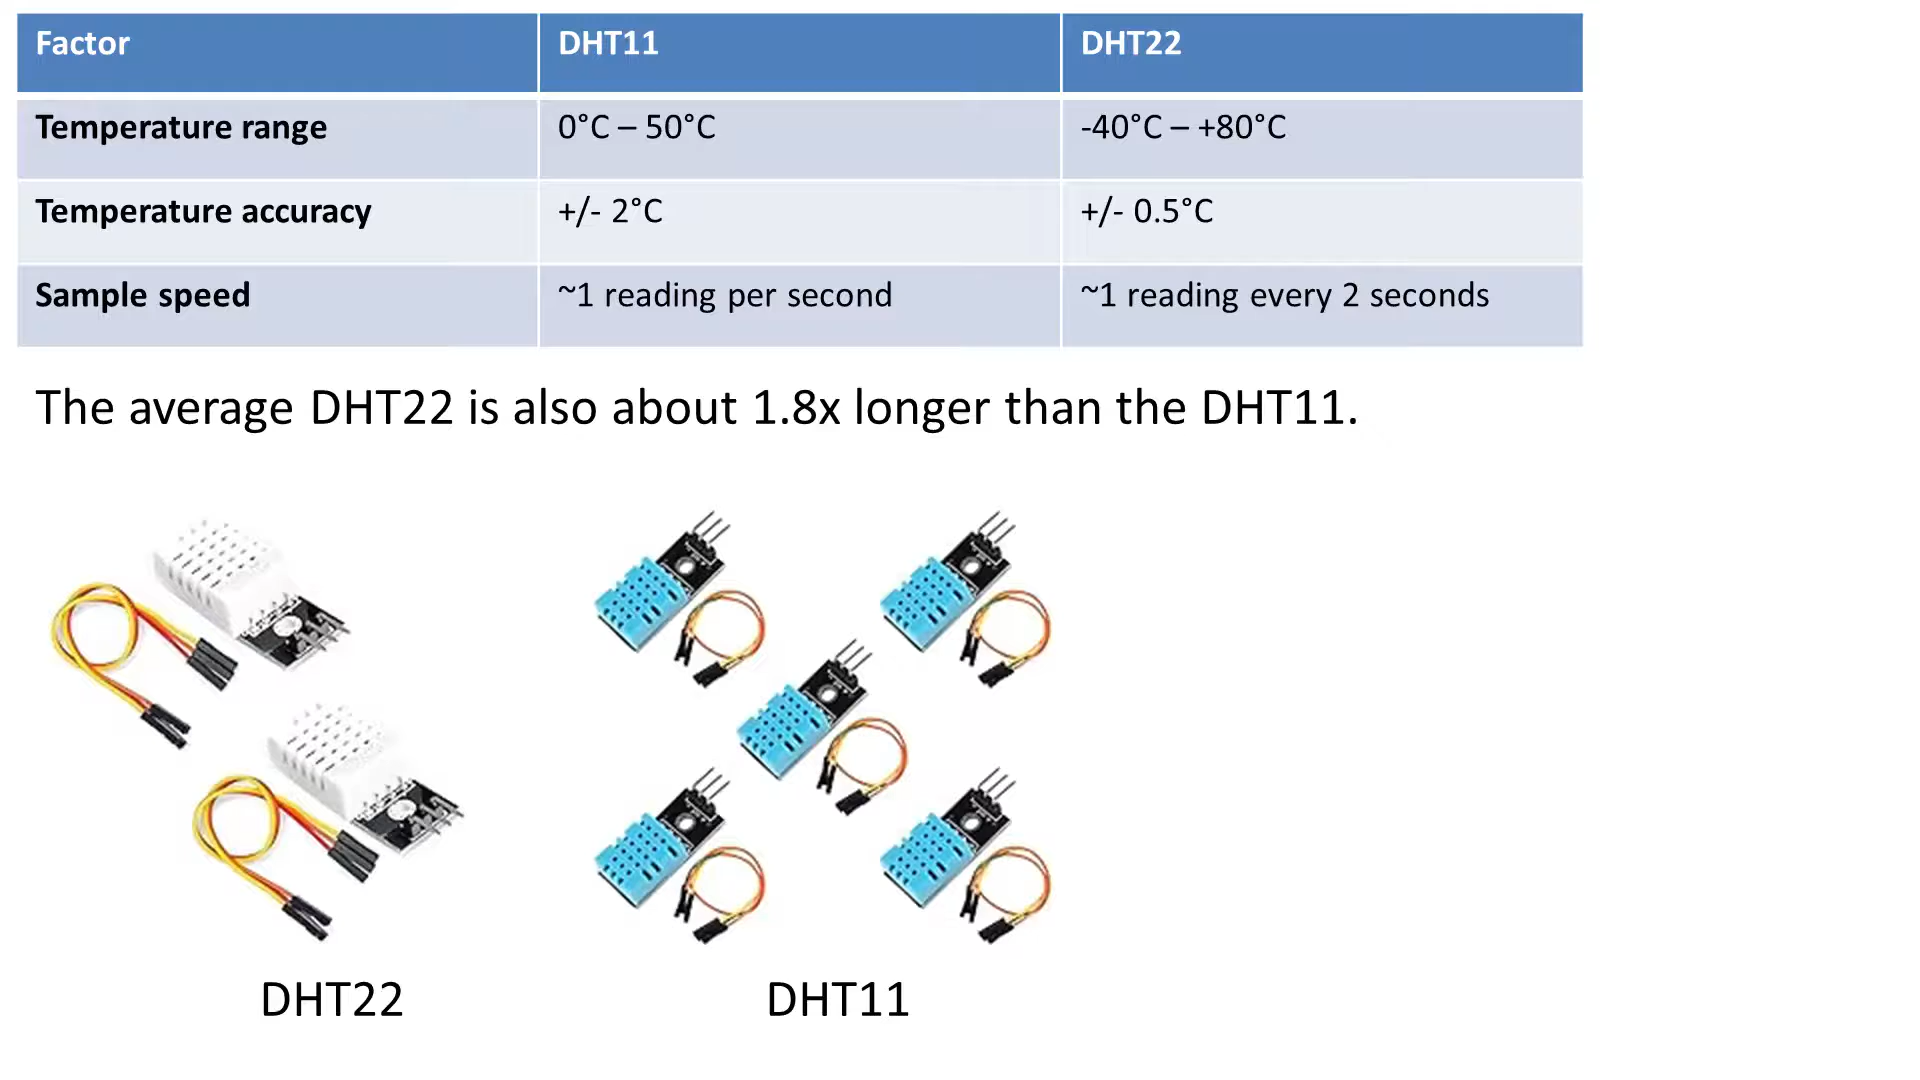 Factor DHT11 DHT22
Temperature range 0°C – 50°C -40°C – +80°C
Temperature accuracy +/- 2°C +/- 0.5°C
Sample speed ~1 reading per second ~1 reading every 2 seconds
The average DHT22 is also about 1.8x longer than the DHT11.
DHT22 DHT11